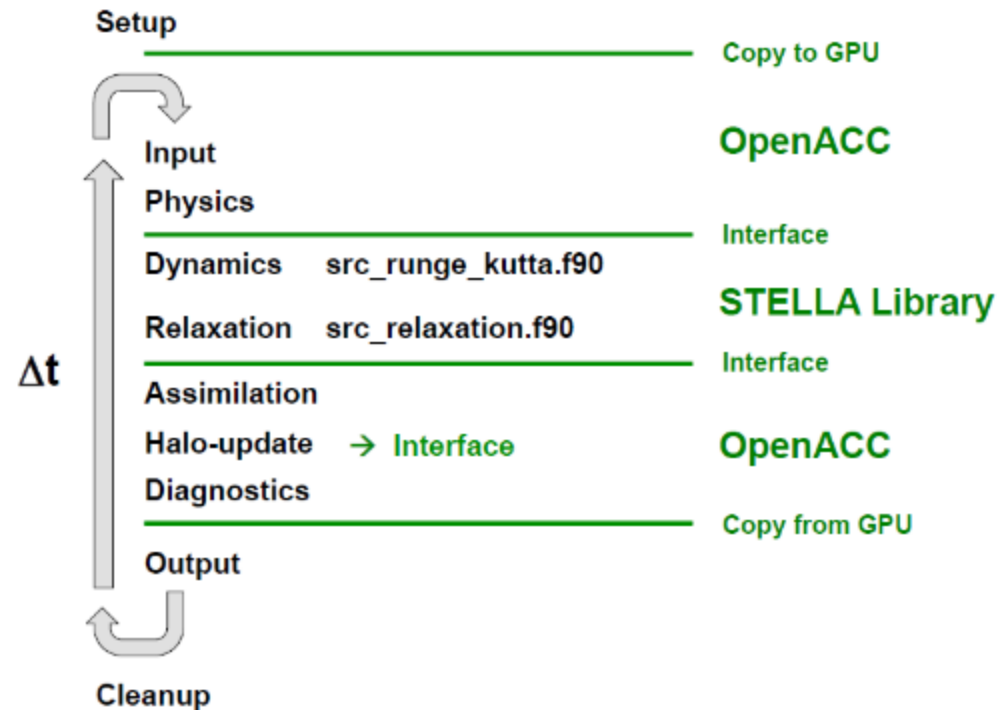 Setup
Copy to GPU
Input
OpenACC
Physics
Interface
Dynamics src_runge_kutta.f90
STELLA Library
Relaxation src_relaxation.f90
Interface
Δt
Assimilation
Halo-update → Interface
OpenACC
Diagnostics
Copy from GPU
Output
Cleanup